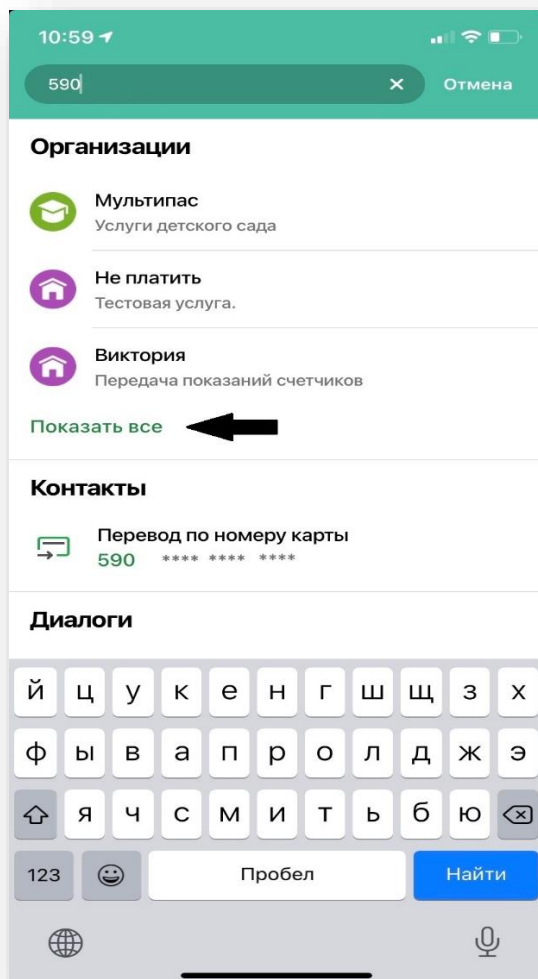 10:59
590
Отмена
Организации
Мультипас
Услуги детского сада
Не платить
Тестовая услуга.
Виктория
Передача показаний счетчиков
Показать все
Контакты
Перевод по номеру карты
590 **** **** ****
Диалоги
й ц у к е н г ш щ з х
ф ы в а п р о л д ж э
я ч с м и т ь б ю
123 Пробел Найти